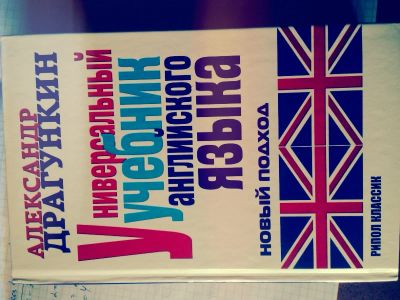 АЛЕКСАНДР
ДРАГУНКИН
Универсальный
учебник
английского
языка
НОВЫЙ ПОДХОД
РИПОЛ КЛАССИК